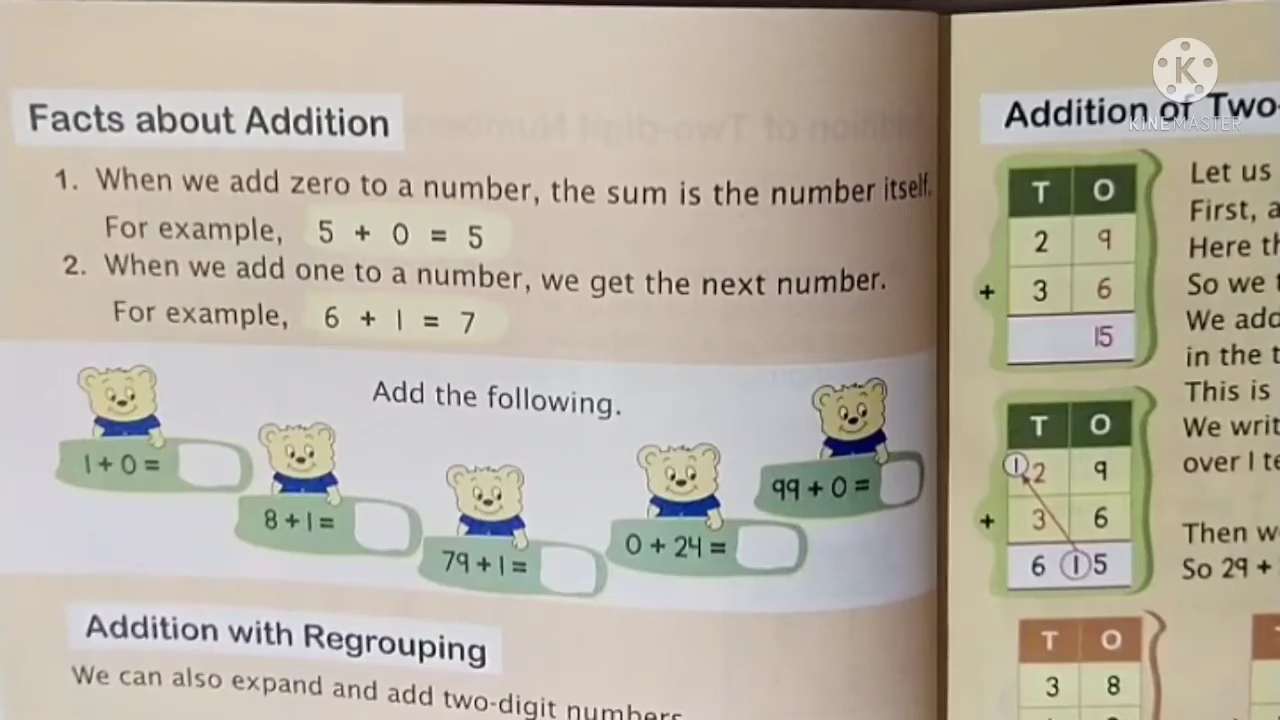 Facts about Addition
1. When we add zero to a number, the sum is the number itself.
For example, 5 + 0 = 5
2. When we add one to a number, we get the next number.
For example, 6 + 1 = 7
Add the following.
1 + 0 =
8 + 1 =
79 + 1 =
0 + 24 =
99 + 0 =
Addition with Regrouping
We can also expand and add two-digit numbers
K
KINEMASTER
Addition of Two-
T O
2 9
+ 3 6
15
Let us
First, a
Here th
So we
We add
in the t
This is
We writ
over 1 te
T O
1 2 9
+ 3 6
6 1 5
Then w
So 29 +
T O
3 8